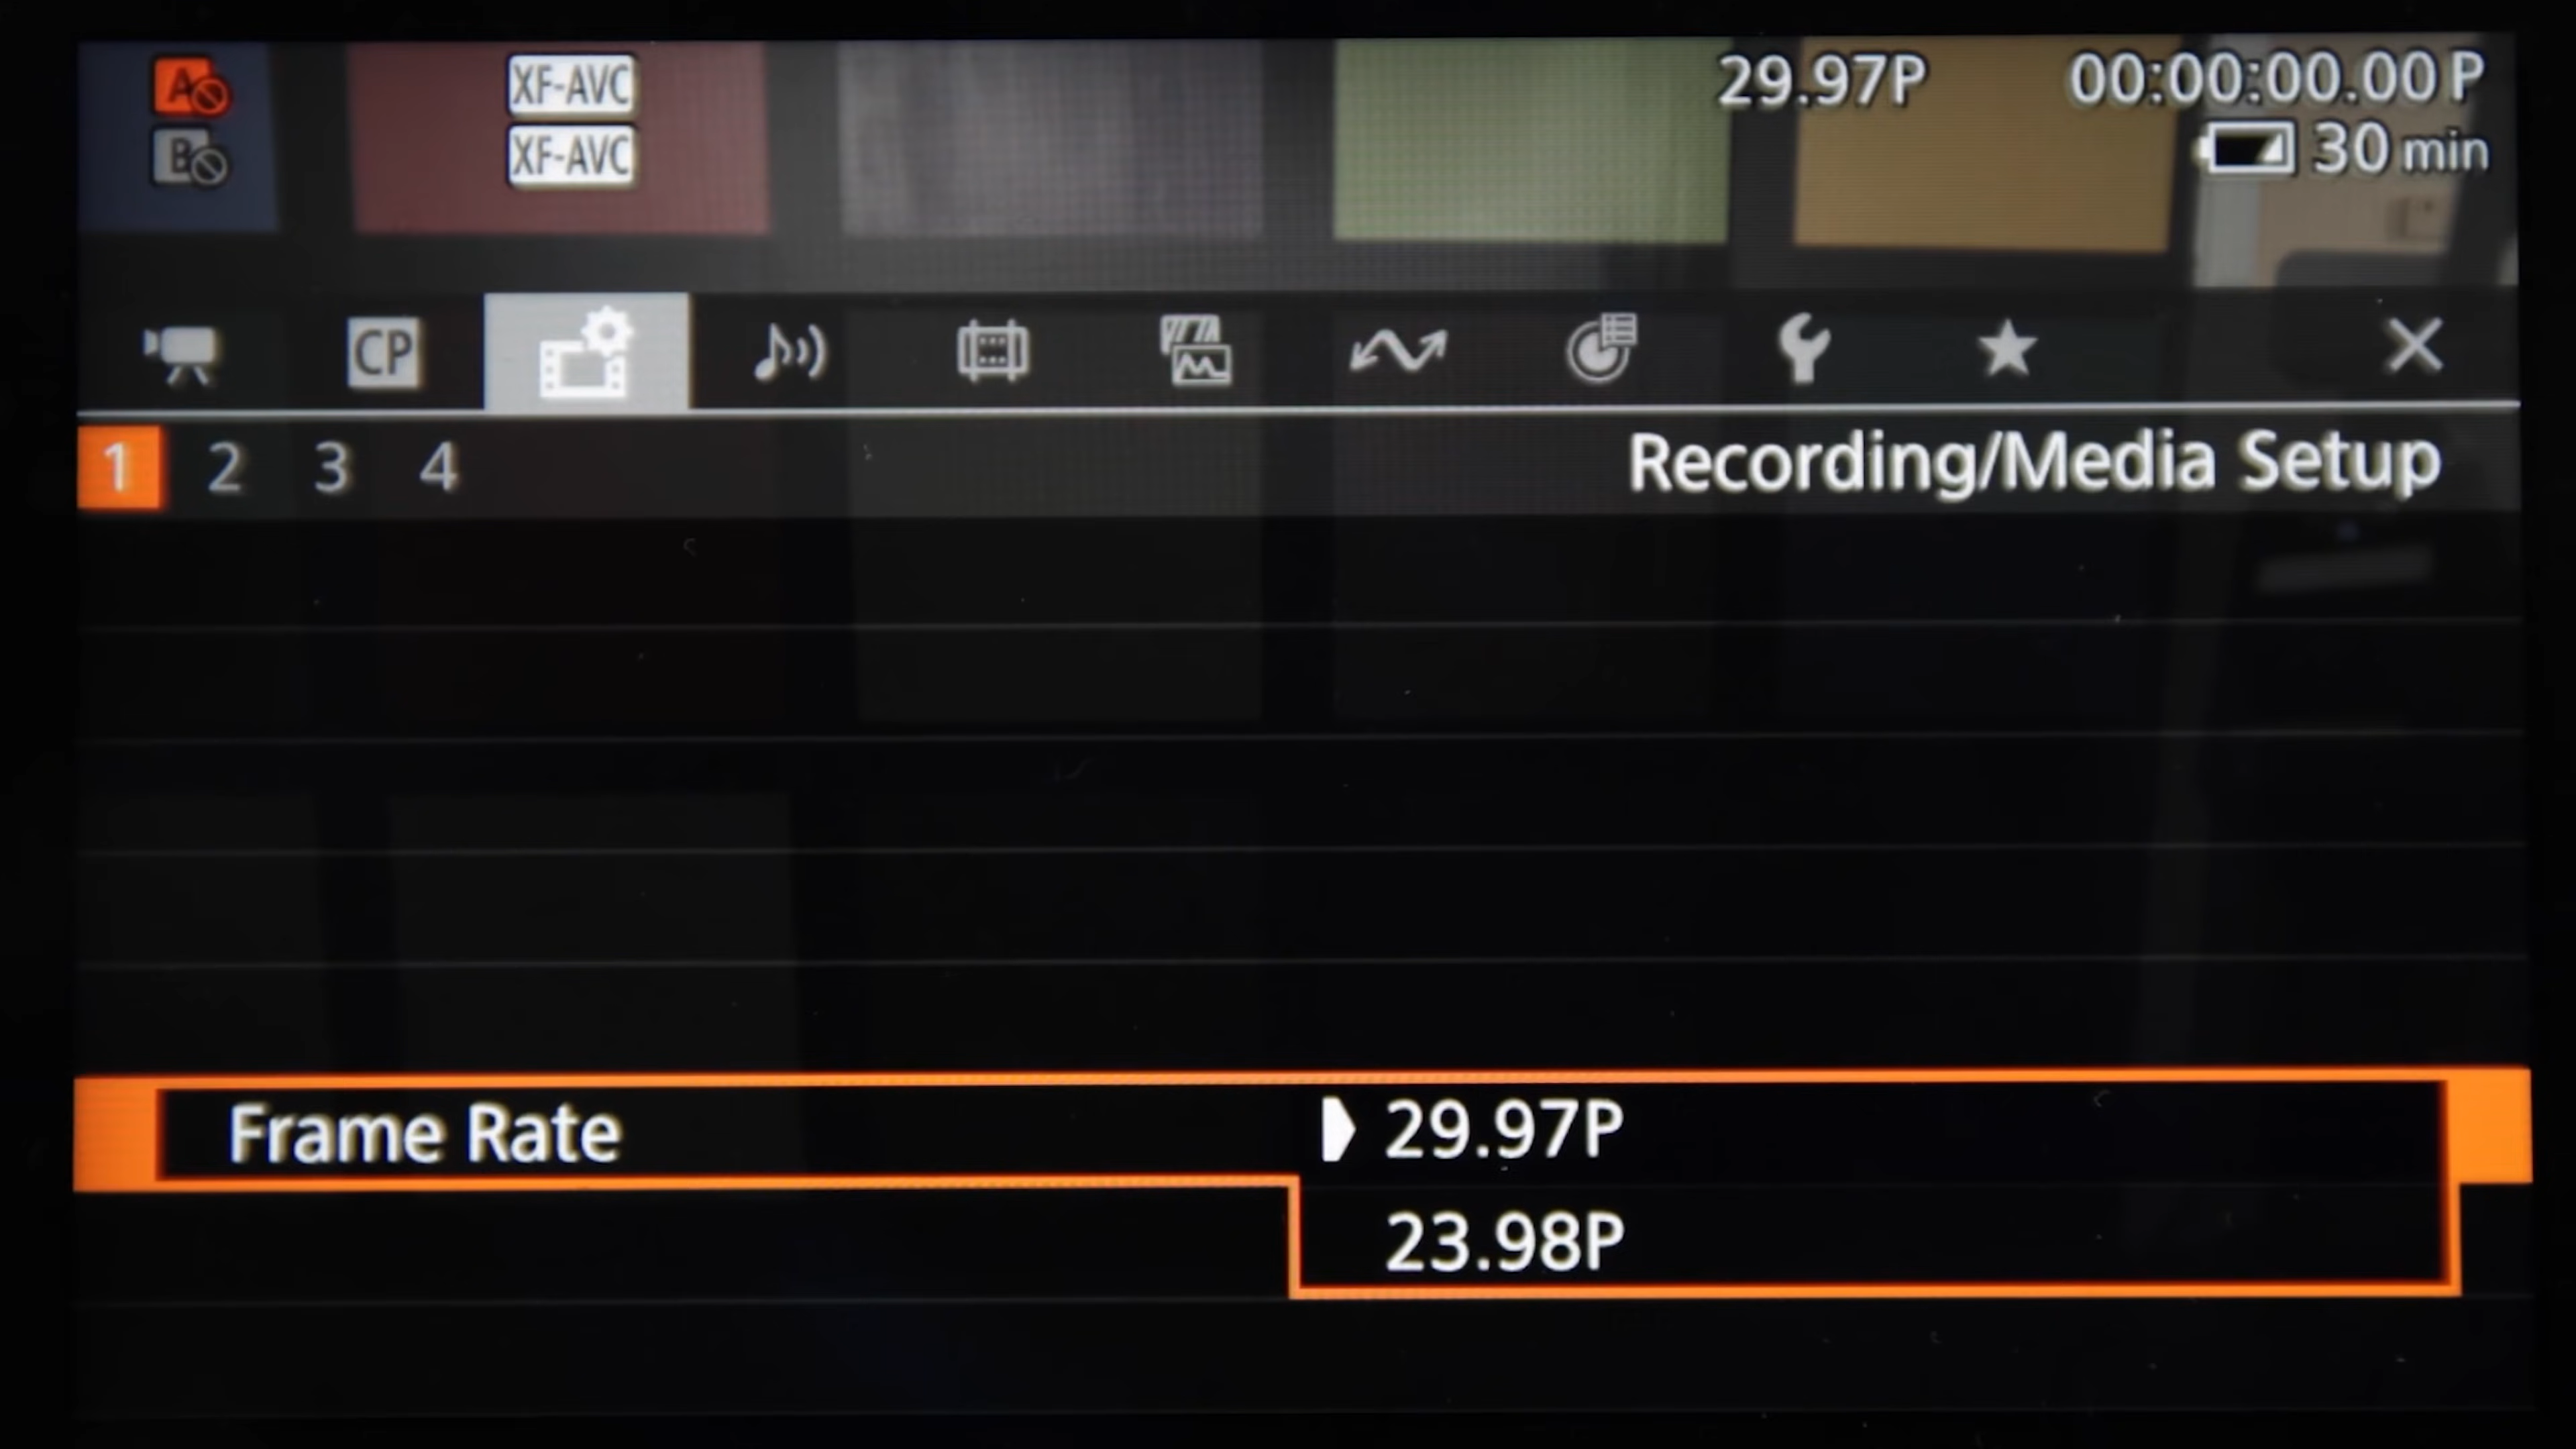 A XF-AVC 29.97P 00:00:00.00 P
B XF-AVC 30 min
CP
1 2 3 4 Recording/Media Setup
Frame Rate 29.97P
23.98P